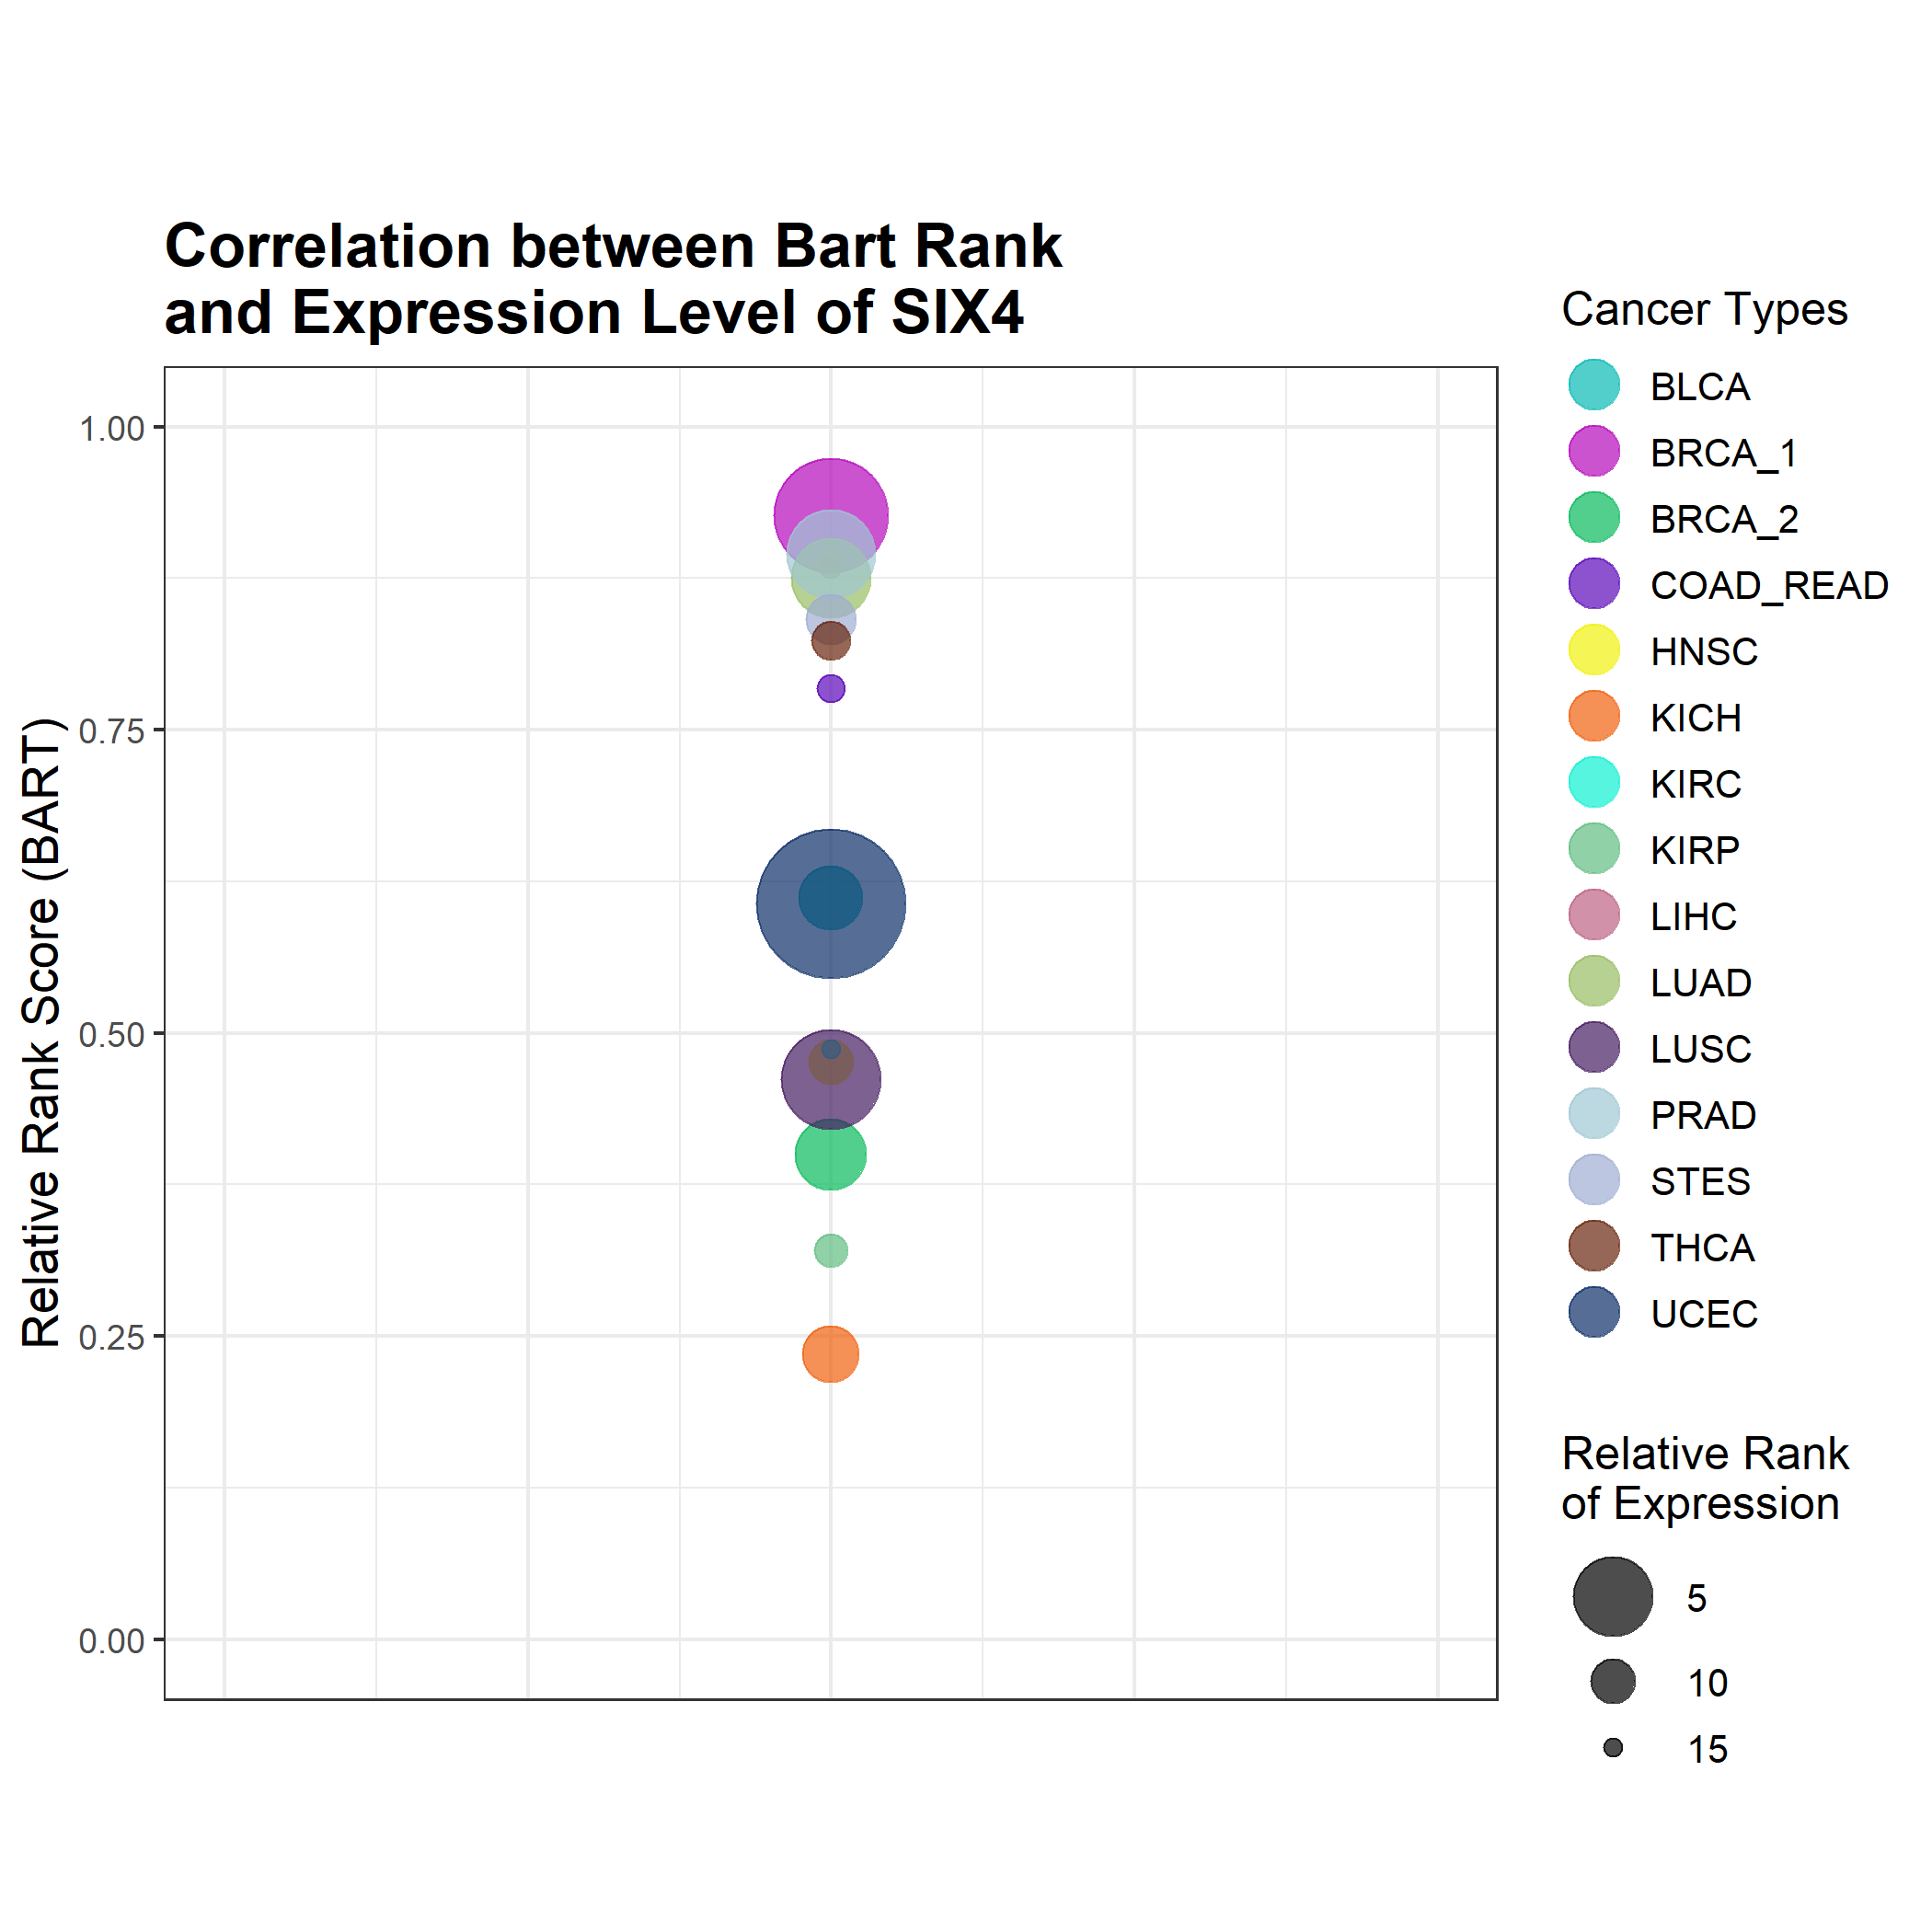 Correlation between Bart Rank
and Expression Level of SIX4
Relative Rank Score (BART)
1.00
0.75
0.50
0.25
0.00
Cancer Types
BLCA
BRCA_1
BRCA_2
COAD_READ
HNSC
KICH
KIRC
KIRP
LIHC
LUAD
LUSC
PRAD
STES
THCA
UCEC
Relative Rank
of Expression
5
10
15